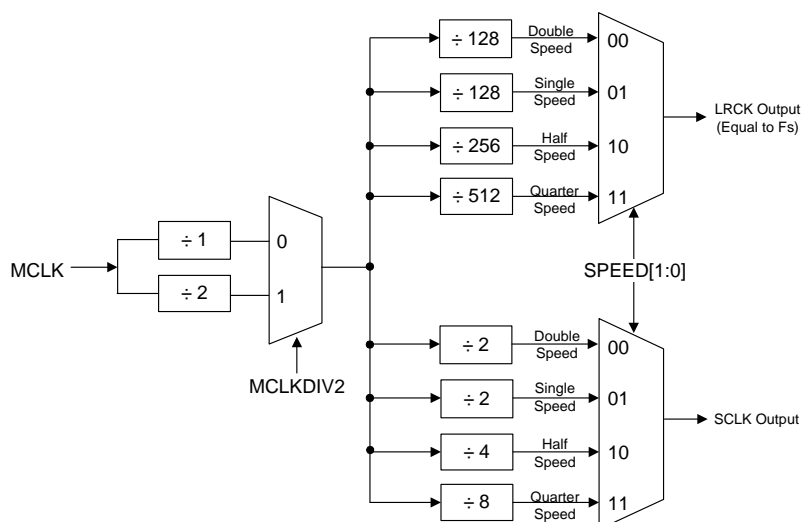 ÷ 128
Double
Speed
00
÷ 128
Single
Speed
01
÷ 256
Half
Speed
10
÷ 512
Quarter
Speed
11
LRCK Output
(Equal to Fs)
MCLK
÷ 1
÷ 2
0
1
MCLKDIV2
SPEED[1:0]
÷ 2
Double
Speed
00
÷ 2
Single
Speed
01
÷ 4
Half
Speed
10
÷ 8
Quarter
Speed
11
SCLK Output